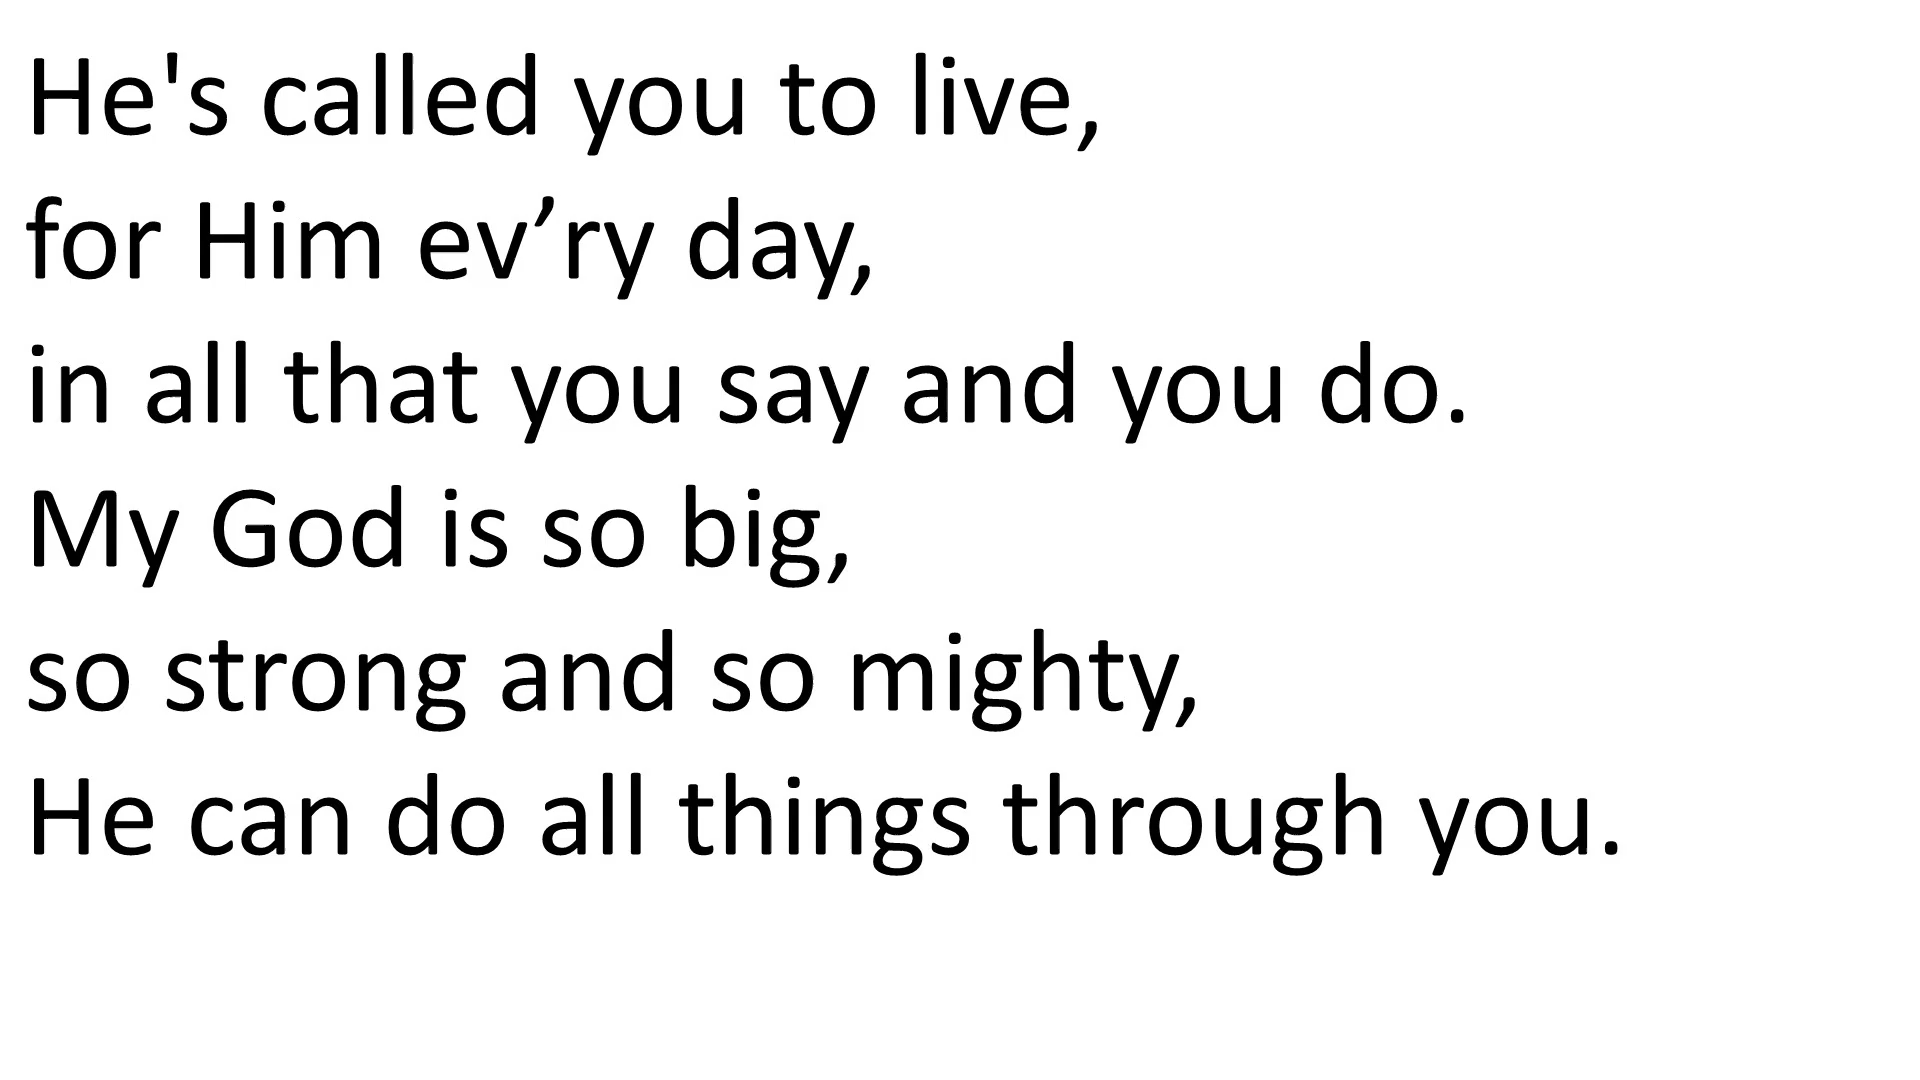 He's called you to live,
for Him ev’ry day,
in all that you say and you do.
My God is so big,
so strong and so mighty,
He can do all things through you.